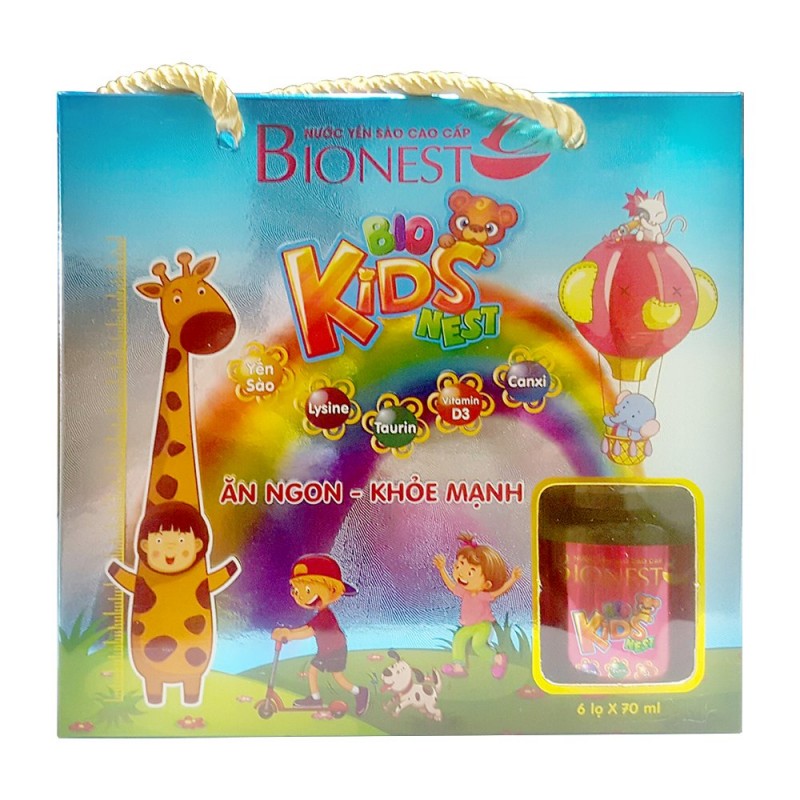 NƯỚC YẾN SÀO CAO CẤP
BIONEST
BIO
KIDS
NEST
Yến
Sào
Lysine
Taurin
Vitamin
D3
Canxi
ĂN NGON - KHỎE MẠNH
BIONEST
BIO
KIDS
NEST
6 lọ X 70 ml